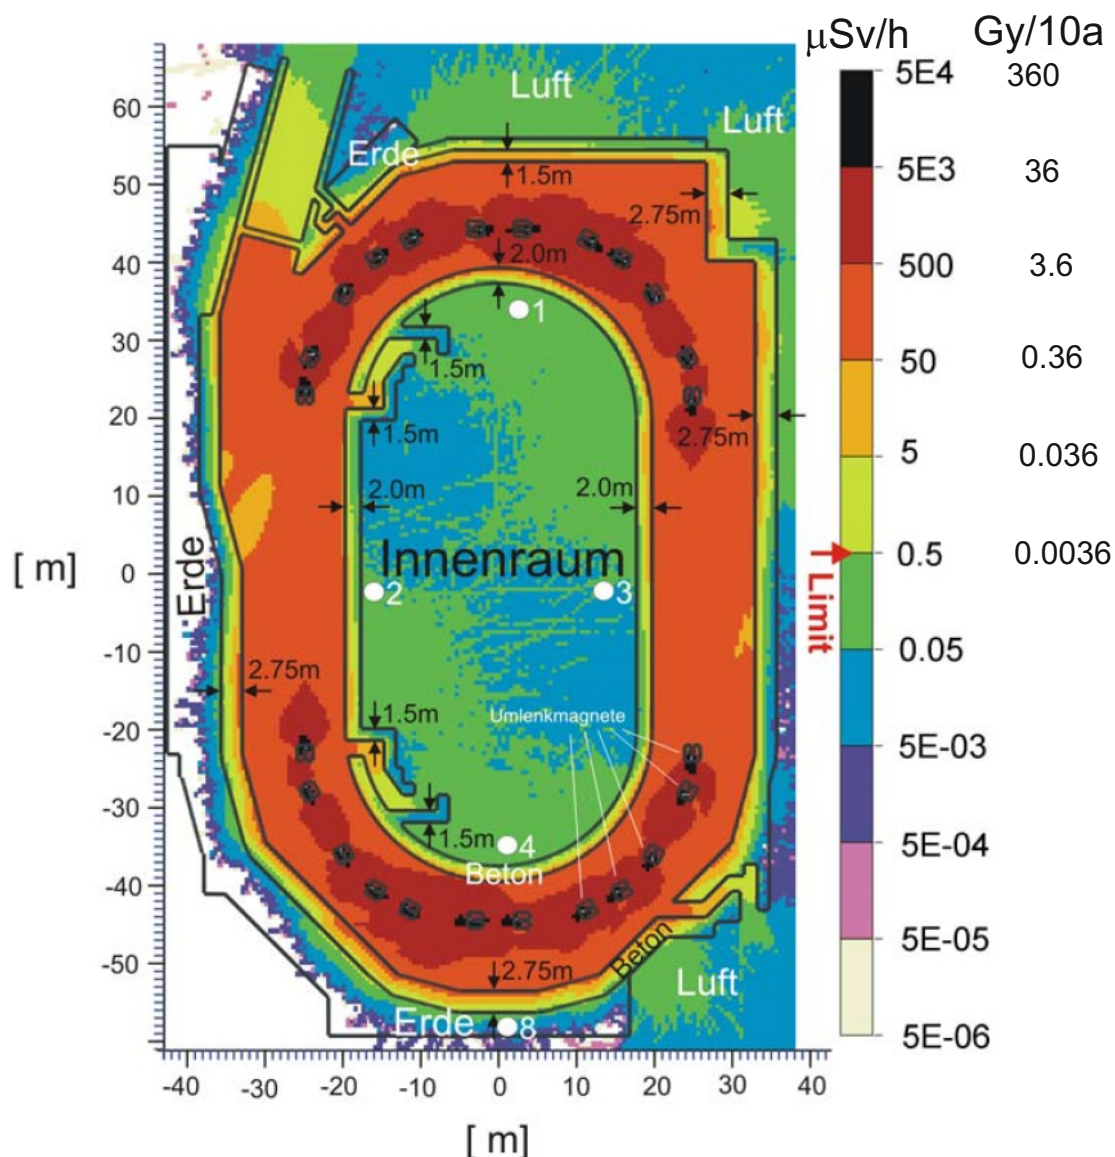 μSv/h
Gy/10a
5E4
360
5E3
36
500
3.6
50
0.36
5
0.036
0.5
0.0036
Limit
0.05
5E-03
5E-04
5E-05
5E-06
Luft
Luft
Erde
1.5m
2.75m
2.0m
1
1.5m
1.5m
2.75m
2.0m
2.0m
Innenraum
Erde
2
3
2.75m
1.5m
Umlenkmagnete
1.5m
4
Beton
Beton
2.75m
Luft
Erde
8
60
50
40
30
20
10
0
-10
-20
-30
-40
-50
[ m]
-40
-30
-20
-10
0
10
20
30
40
[ m]